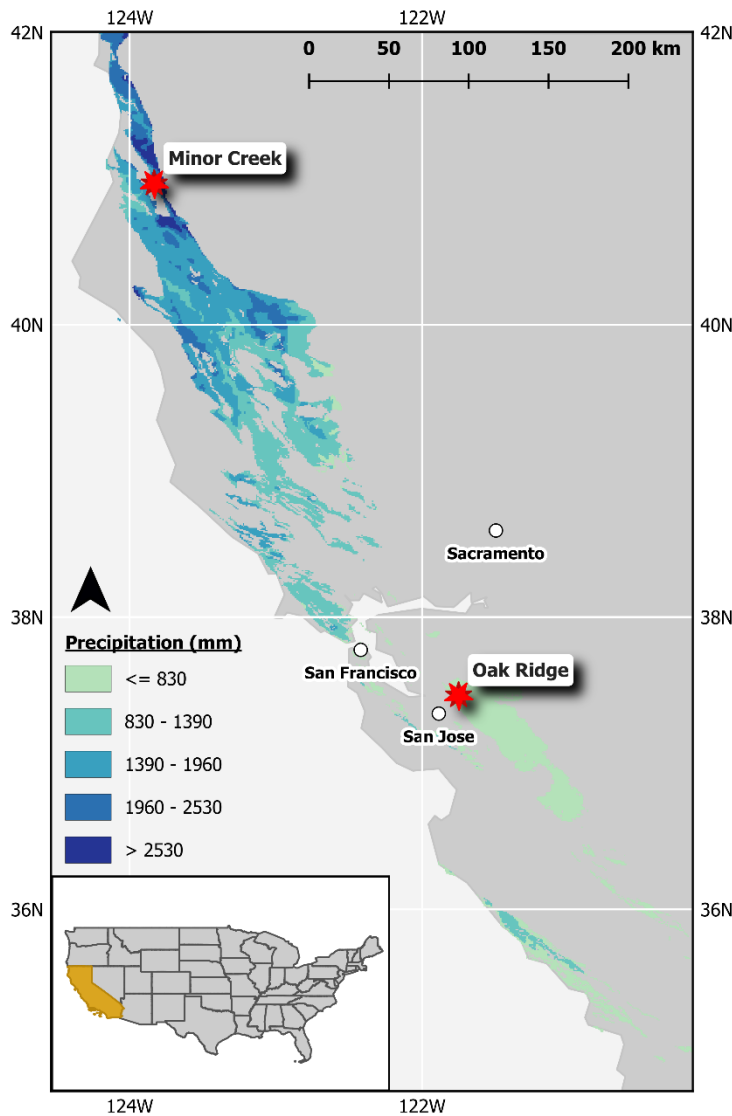 124W 122W
42N 42N
0 50 100 150 200 km
Minor Creek
40N 40N
Sacramento
38N 38N
Precipitation (mm)
San Francisco
Oak Ridge
<= 830
San Jose
830 - 1390
1390 - 1960
1960 - 2530
> 2530
36N 36N
124W 122W